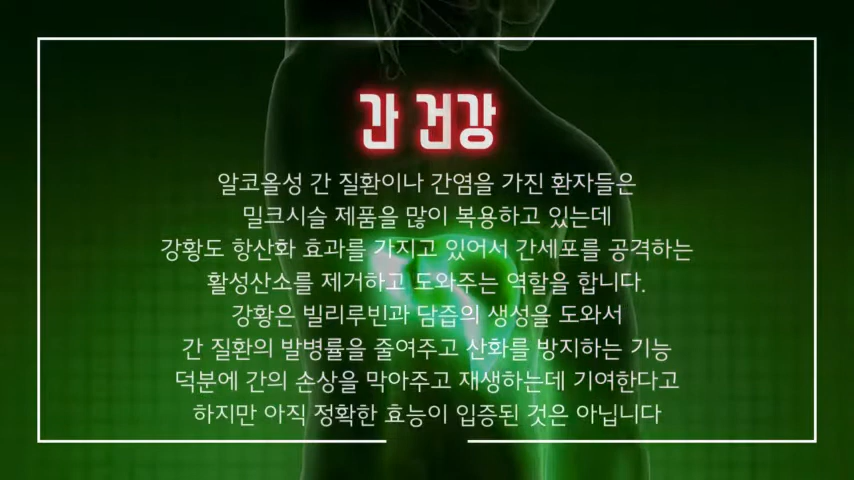 간 건강
알코올성 간 질환이나 간염을 가진 환자들은
밀크시슬 제품을 많이 복용하고 있는데
강황도 항산화 효과를 가지고 있어서 간세포를 공격하는
활성산소를 제거하고 도와주는 역할을 합니다.
강황은 빌리루빈과 담즙의 생성을 도와서
간 질환의 발병률을 줄여주고 산화를 방지하는 기능
덕분에 간의 손상을 막아주고 재생하는데 기여한다고
하지만 아직 정확한 효능이 입증된 것은 아닙니다